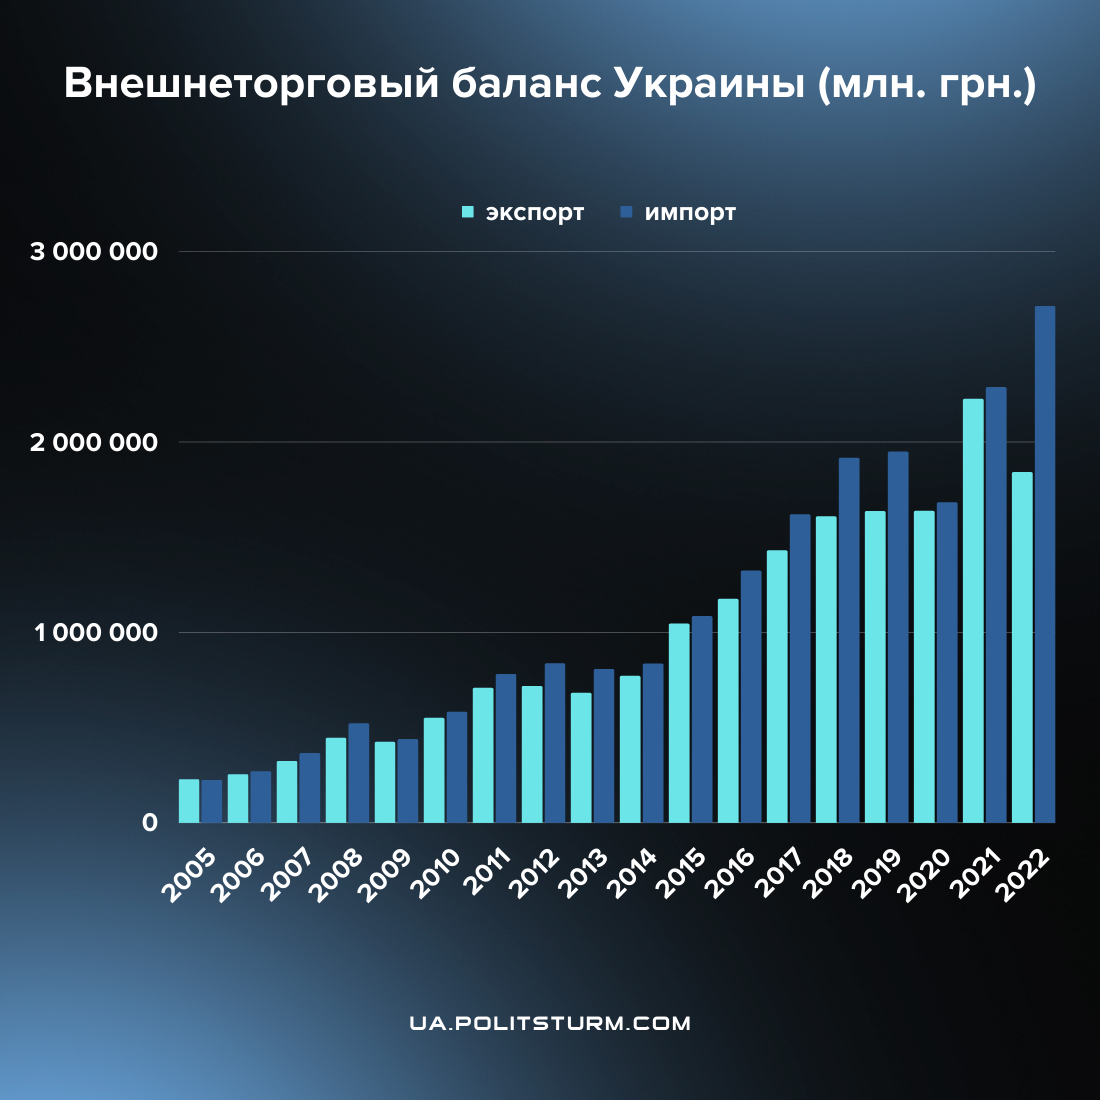 Внешнеторговый баланс Украины (млн. грн.)
экспорт импорт
3 000 000
2 000 000
1 000 000
0
2005 2006 2007 2008 2009 2010 2011 2012 2013 2014 2015 2016 2017 2018 2019 2020 2021 2022
UA.POLITSTURM.COM